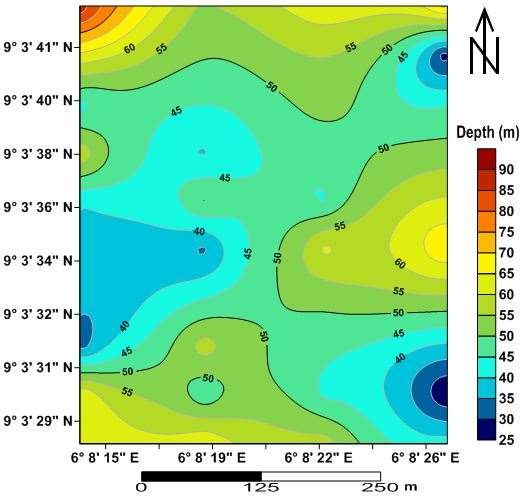 N
9° 3' 41" N
9° 3' 40" N
9° 3' 38" N
9° 3' 36" N
9° 3' 34" N
9° 3' 31" N
9° 3' 29" N
60
55
55
50
45
50
45
50
45
40
45
50
55
60
55
50
45
40
40
45
50
55
50
50
6° 8' 15" E
6° 8' 19" E
6° 8' 22" E
6° 8' 26" E
0
125
250 m
Depth (m)
90
85
80
75
70
65
60
55
50
45
40
35
30
25